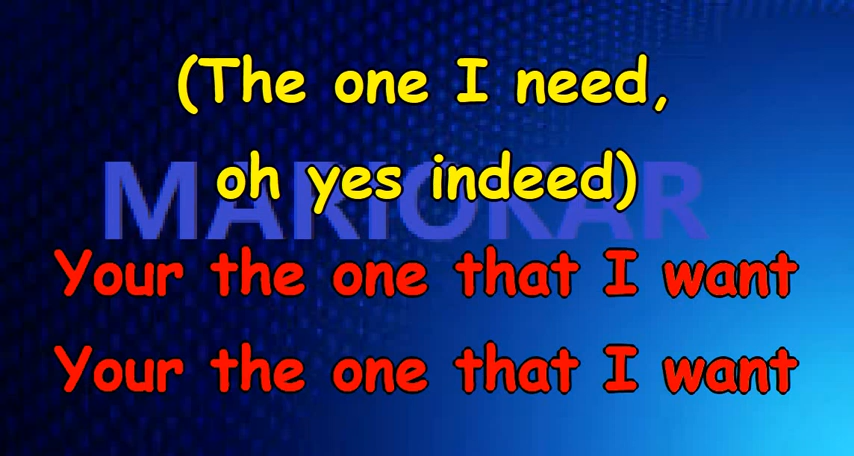 (The one I need,
MARIOKAR
oh yes indeed)
Your the one that I want
Your the one that I want